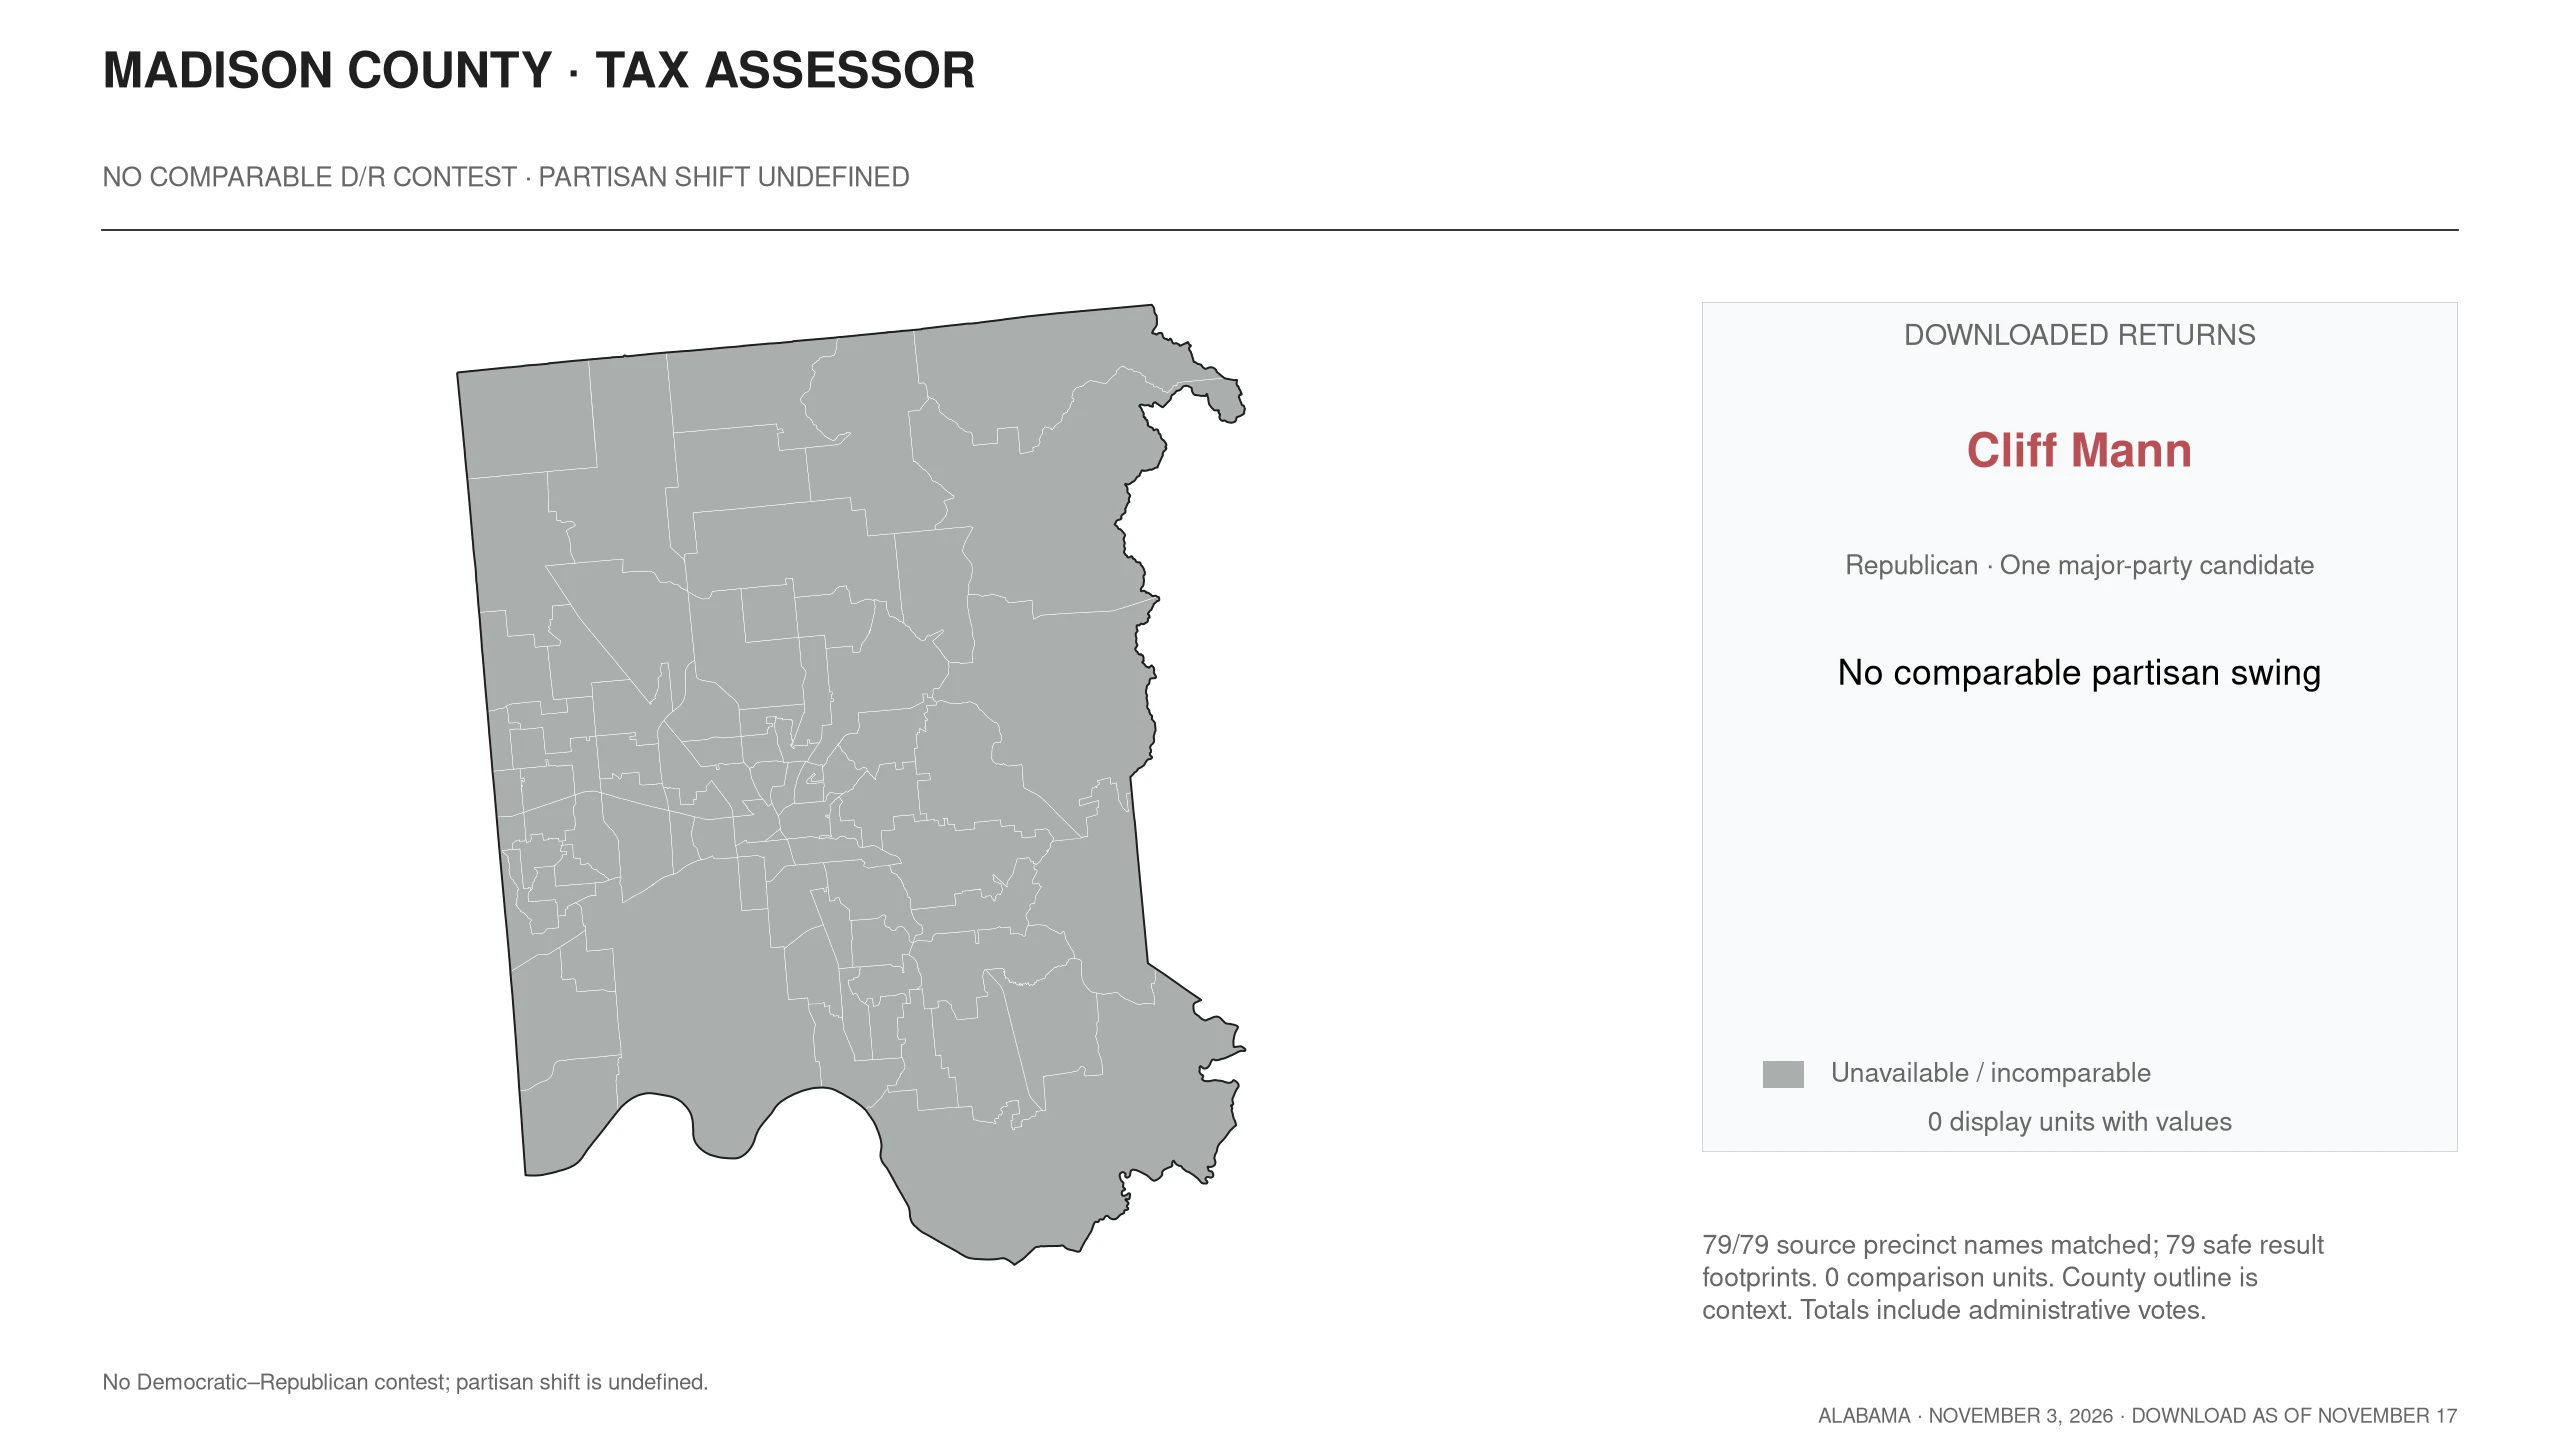 MADISON COUNTY · TAX ASSESSOR
NO COMPARABLE D/R CONTEST · PARTISAN SHIFT UNDEFINED
DOWNLOADED RETURNS
Cliff Mann
Republican · One major-party candidate
No comparable partisan swing
Unavailable / incomparable
0 display units with values
79/79 source precinct names matched; 79 safe result
footprints. 0 comparison units. County outline is
context. Totals include administrative votes.
No Democratic–Republican contest; partisan shift is undefined.
ALABAMA · NOVEMBER 3, 2026 · DOWNLOAD AS OF NOVEMBER 17